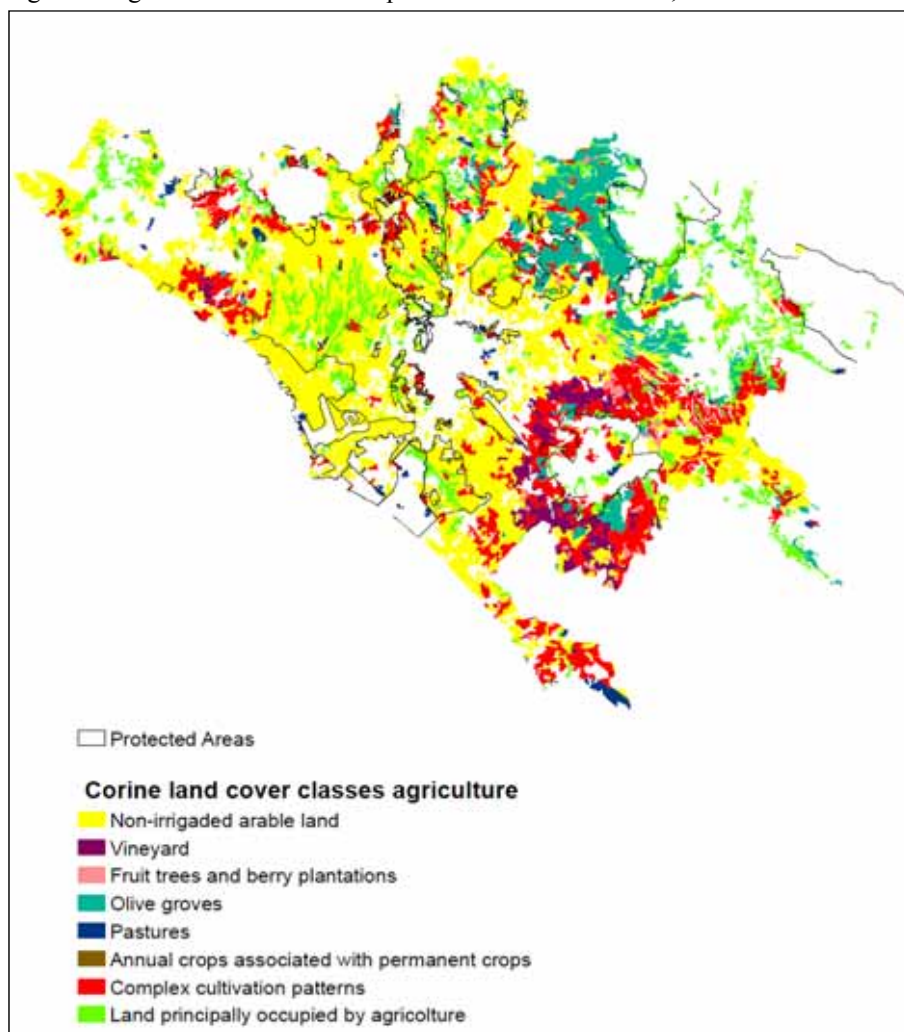 Protected Areas
Corine land cover classes agriculture
Non-irrigaded arable land
Vineyard
Fruit trees and berry plantations
Olive groves
Pastures
Annual crops associated with permanent crops
Complex cultivation patterns
Land principally occupied by agricolture